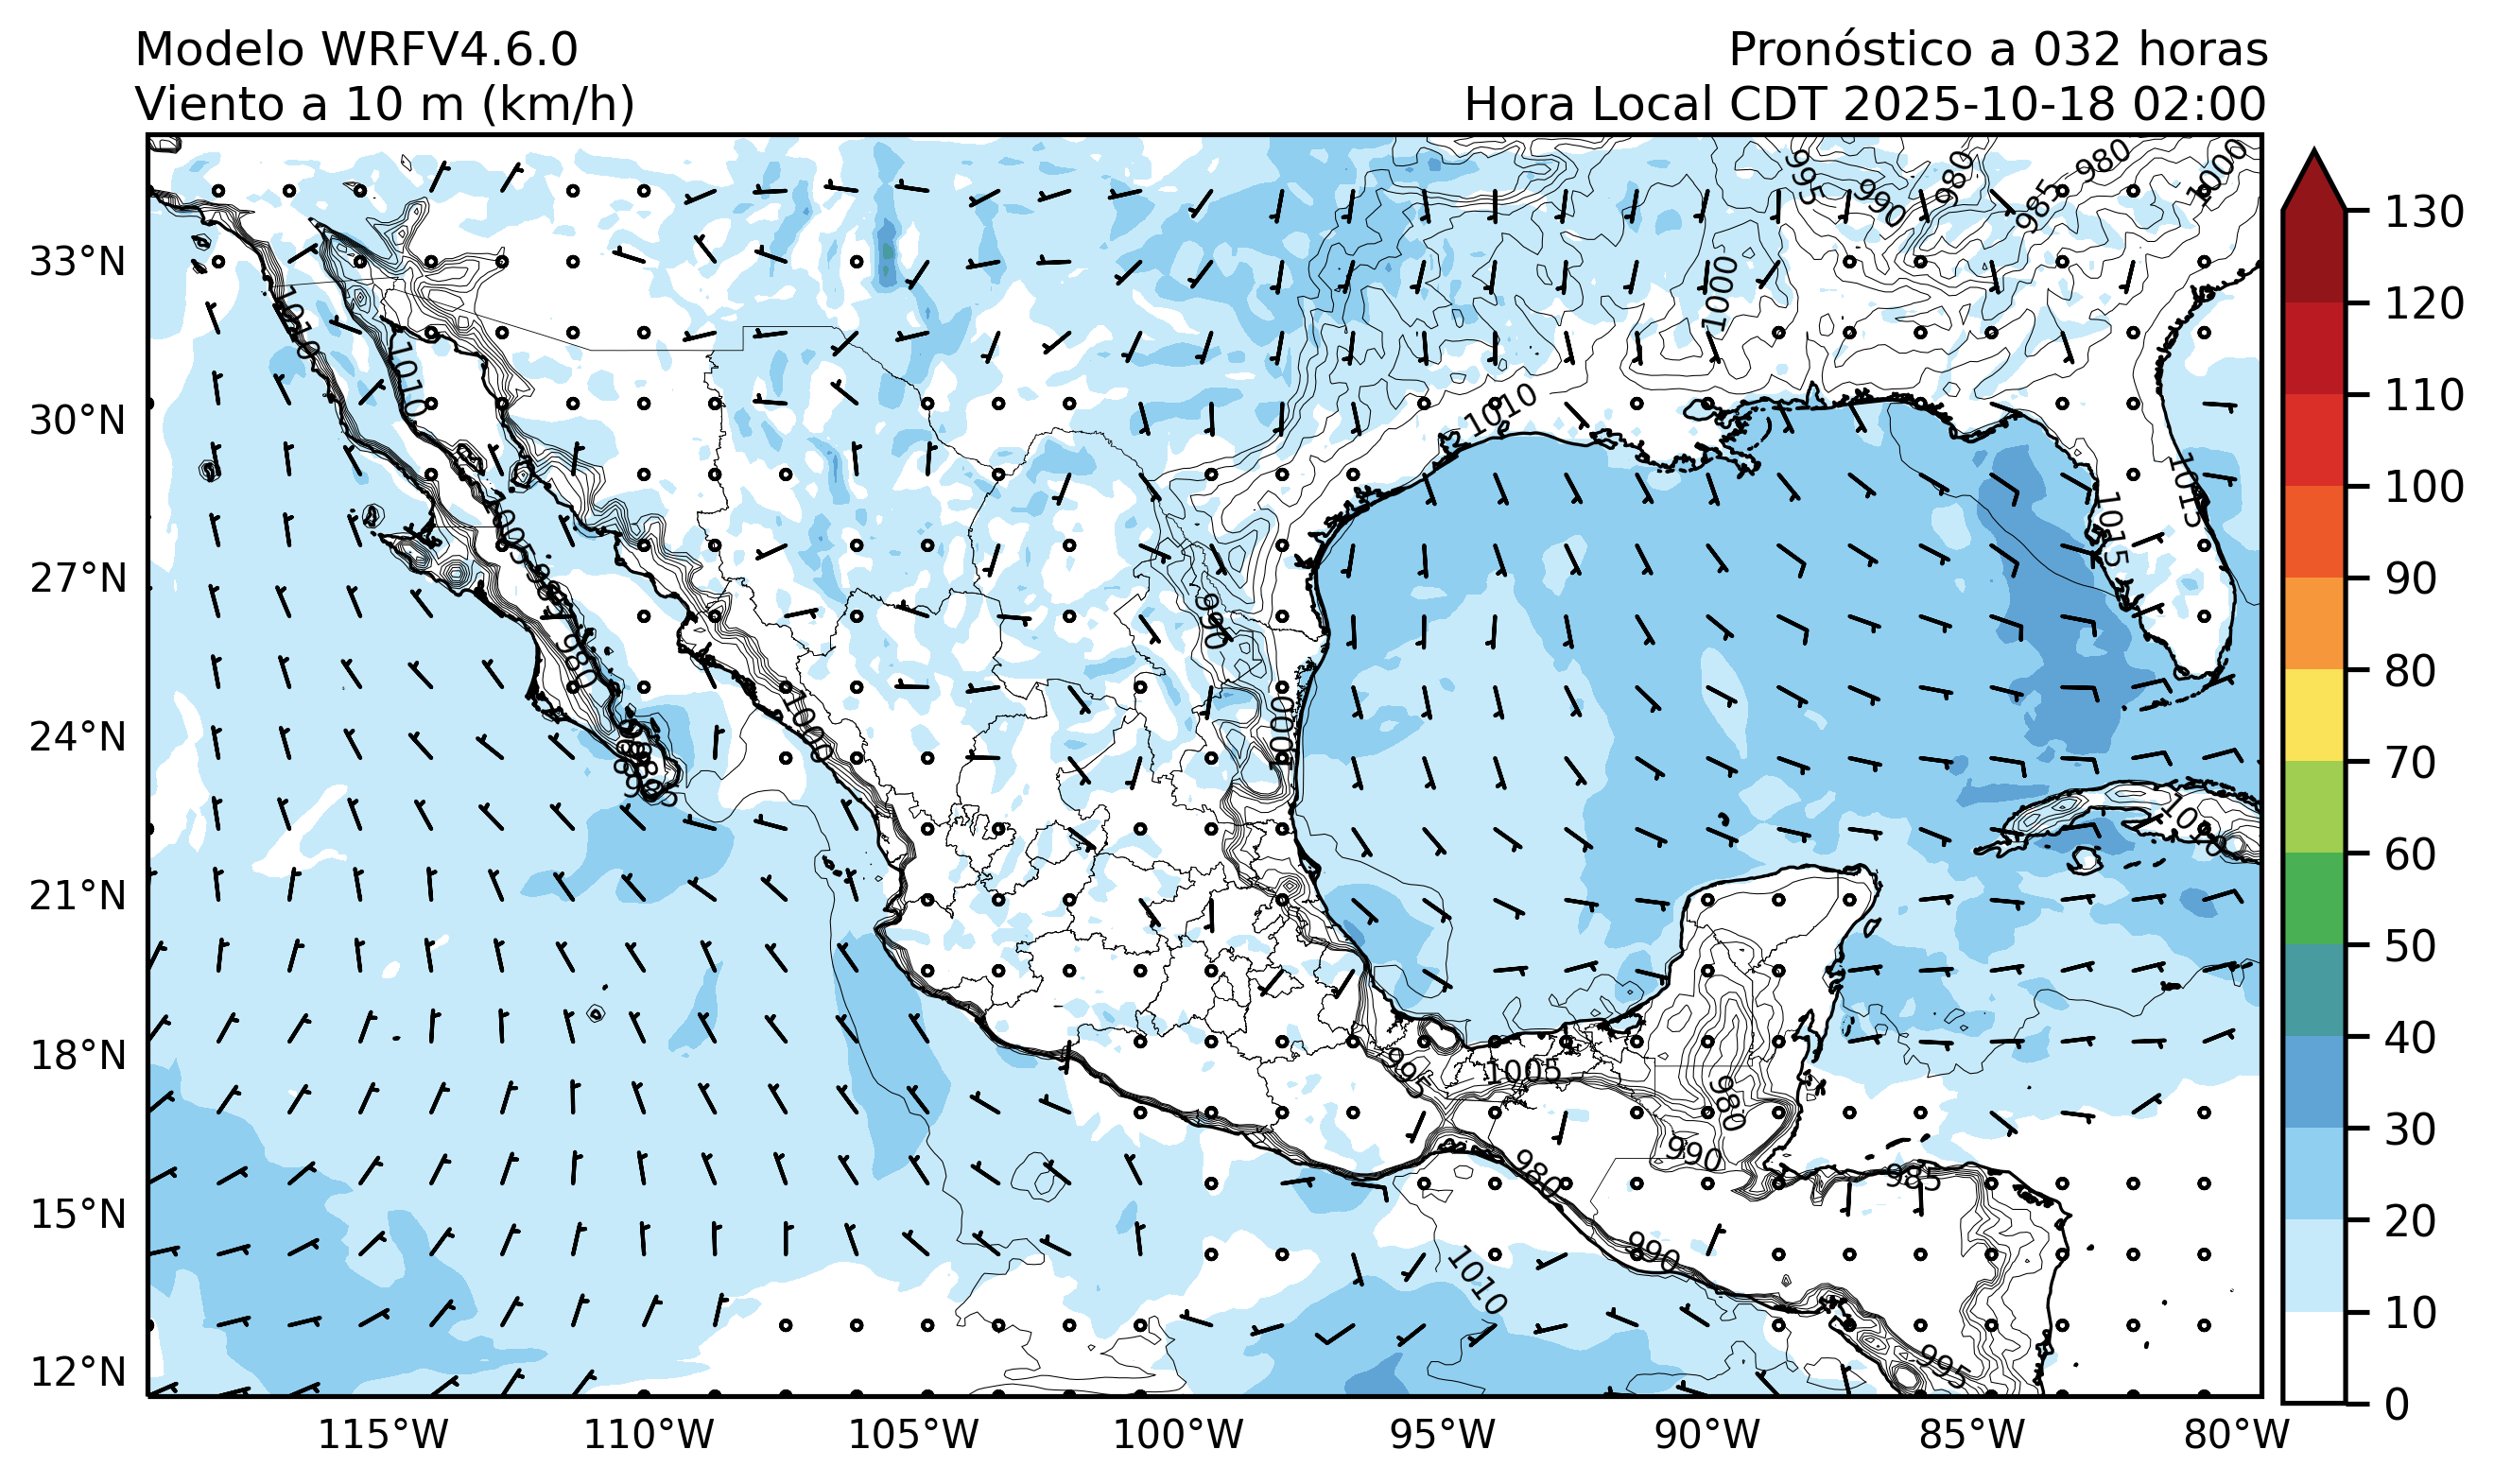 Modelo WRFV4.6.0
Viento a 10 m (km/h)
Pronóstico a 032 horas
Hora Local CDT 2025-10-18 02:00
33°N
30°N
27°N
24°N
21°N
18°N
15°N
12°N
115°W
110°W
105°W
100°W
95°W
90°W
85°W
80°W
130
120
110
100
90
80
70
60
50
40
30
20
10
0
995
990
980
985
980
1000
1000
1010
1010
1010
1015
1015
990
980
1000
1000
995
1005
980
990
985
980
990
1010
995